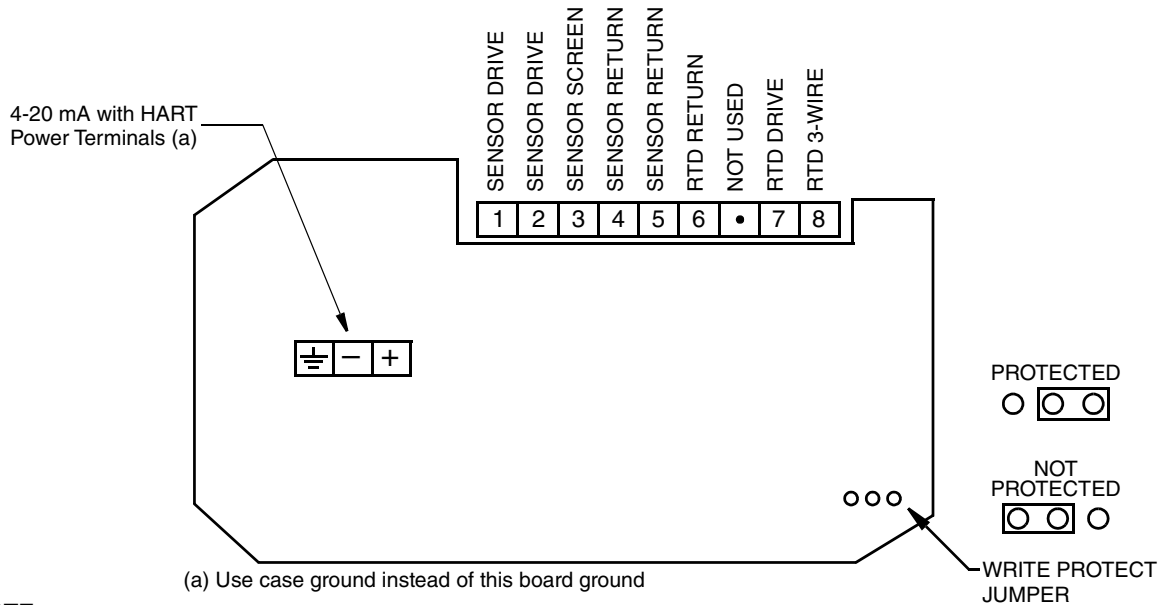 4-20 mA with HART
Power Terminals (a)
SENSOR DRIVE
SENSOR DRIVE
SENSOR SCREEN
SENSOR RETURN
SENSOR RETURN
RTD RETURN
NOT USED
RTD DRIVE
RTD 3-WIRE
1 2 3 4 5 6 • 7 8
− +
PROTECTED
NOT
PROTECTED
WRITE PROTECT
JUMPER
(a) Use case ground instead of this board ground